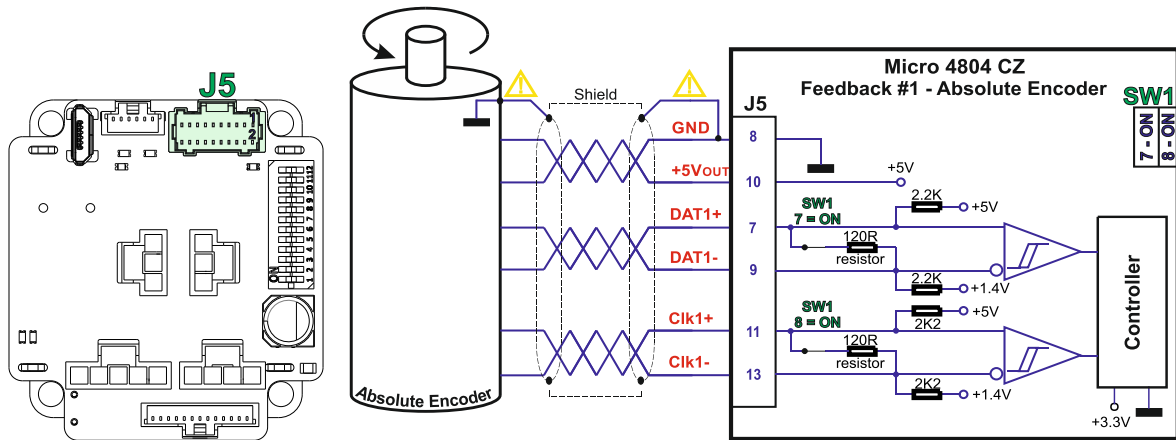 J5
1
2
1 2 3 4 5 6 7 8 9 10 11 12
ON
Absolute Encoder
Shield
GND
+5VOUT
DAT1+
DAT1-
Clk1+
Clk1-
Micro 4804 CZ
Feedback #1 - Absolute Encoder
SW1
7 - ON
8 - ON
J5
8
10
7
9
11
13
+5V
SW1
7 = ON
2.2K
+5V
120R
resistor
2.2K
+1.4V
SW1
8 = ON
+5V
2K2
120R
resistor
2K2
+1.4V
Controller
+3.3V